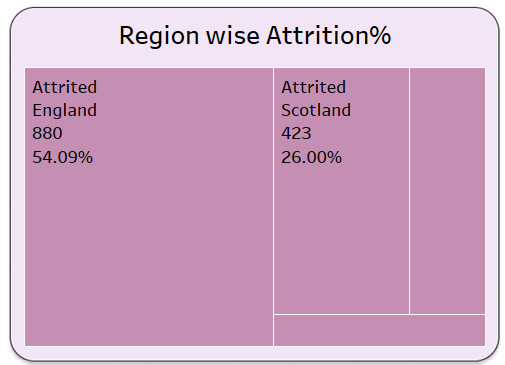 Region wise Attrition%
Attrited
England
880
54.09%
Attrited
Scotland
423
26.00%